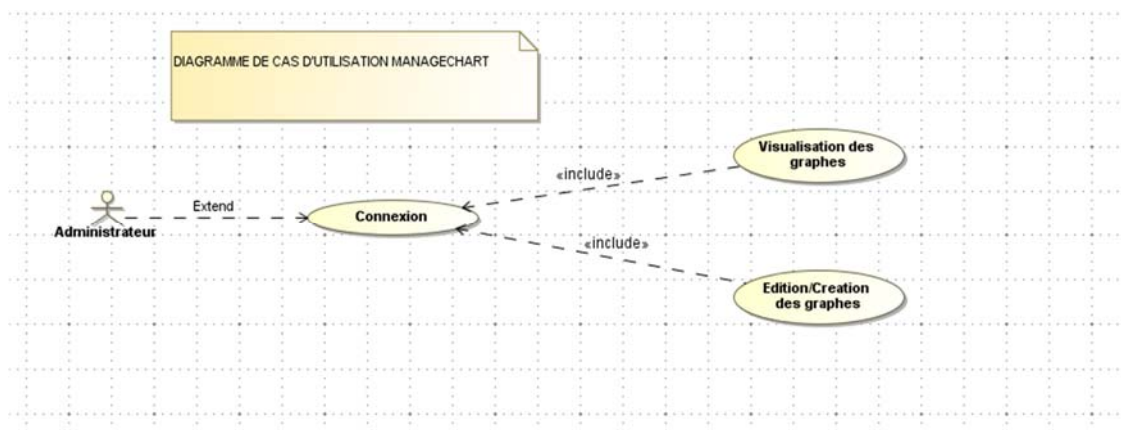 DIAGRAMME DE CAS D'UTILISATION MANAGECHART
Visualisation des
graphes
«include»
Extend
Connexion
Administrateur
«include»
Edition/Creation
des graphes